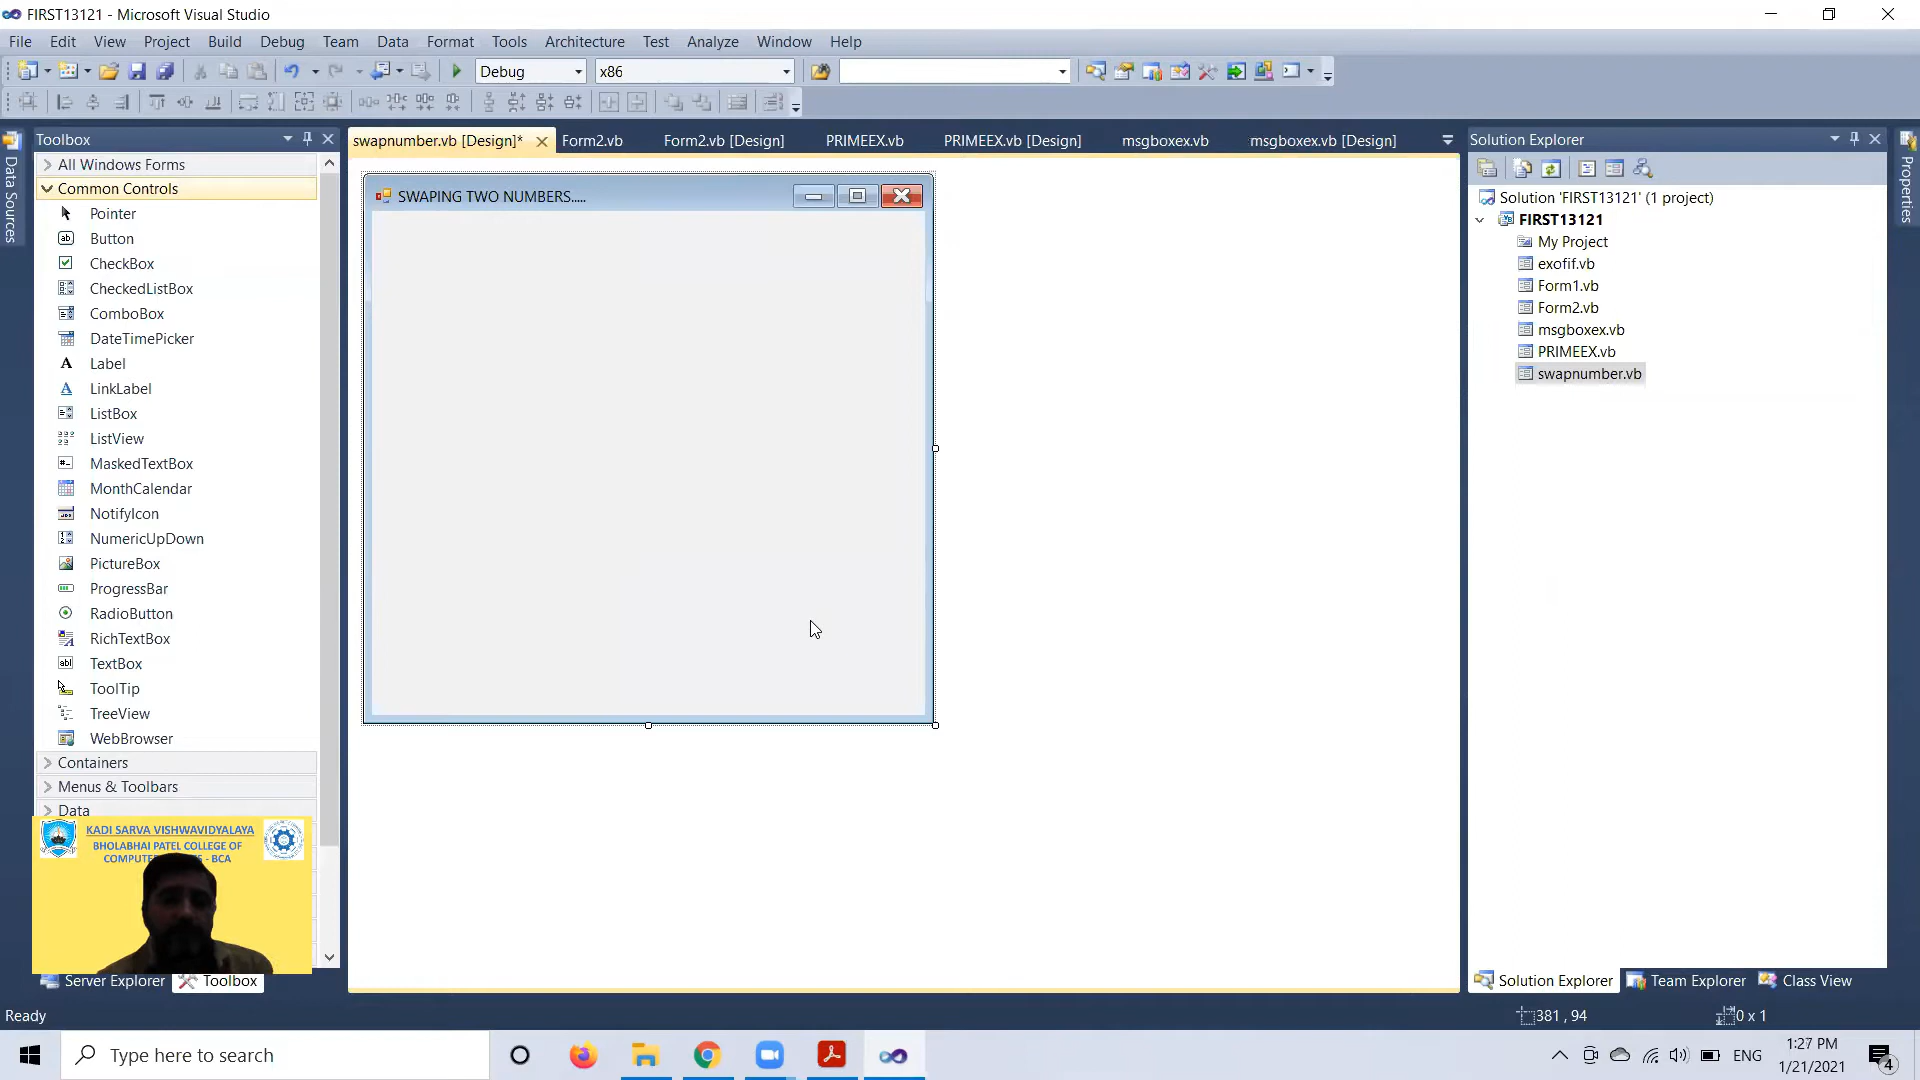 FIRST13121 - Microsoft Visual Studio
File Edit View Project Build Debug Team Data Format Tools Architecture Test Analyze Window Help
Debug x86
Data Sources
Toolbox
swapnumber.vb [Design]* Form2.vb Form2.vb [Design] PRIMEEX.vb PRIMEEX.vb [Design] msgboxex.vb msgboxex.vb [Design]
Solution Explorer
Properties
All Windows Forms
Common Controls
Pointer
Button
CheckBox
CheckedListBox
ComboBox
DateTimePicker
Label
LinkLabel
ListBox
ListView
MaskedTextBox
MonthCalendar
NotifyIcon
NumericUpDown
PictureBox
ProgressBar
RadioButton
RichTextBox
TextBox
ToolTip
TreeView
WebBrowser
Containers
Menus & Toolbars
Data
SWAPING TWO NUMBERS.....
Solution 'FIRST13121' (1 project)
FIRST13121
My Project
exofif.vb
Form1.vb
Form2.vb
msgboxex.vb
PRIMEEX.vb
swapnumber.vb
KADI SARVA VISHWAVIDYALAYA
BHOLABHAI PATEL COLLEGE OF
- BCA
Server Explorer Toolbox
Solution Explorer Team Explorer Class View
Ready 381 , 94 0 x 1
Type here to search
ENG
1:27 PM
1/21/2021
4